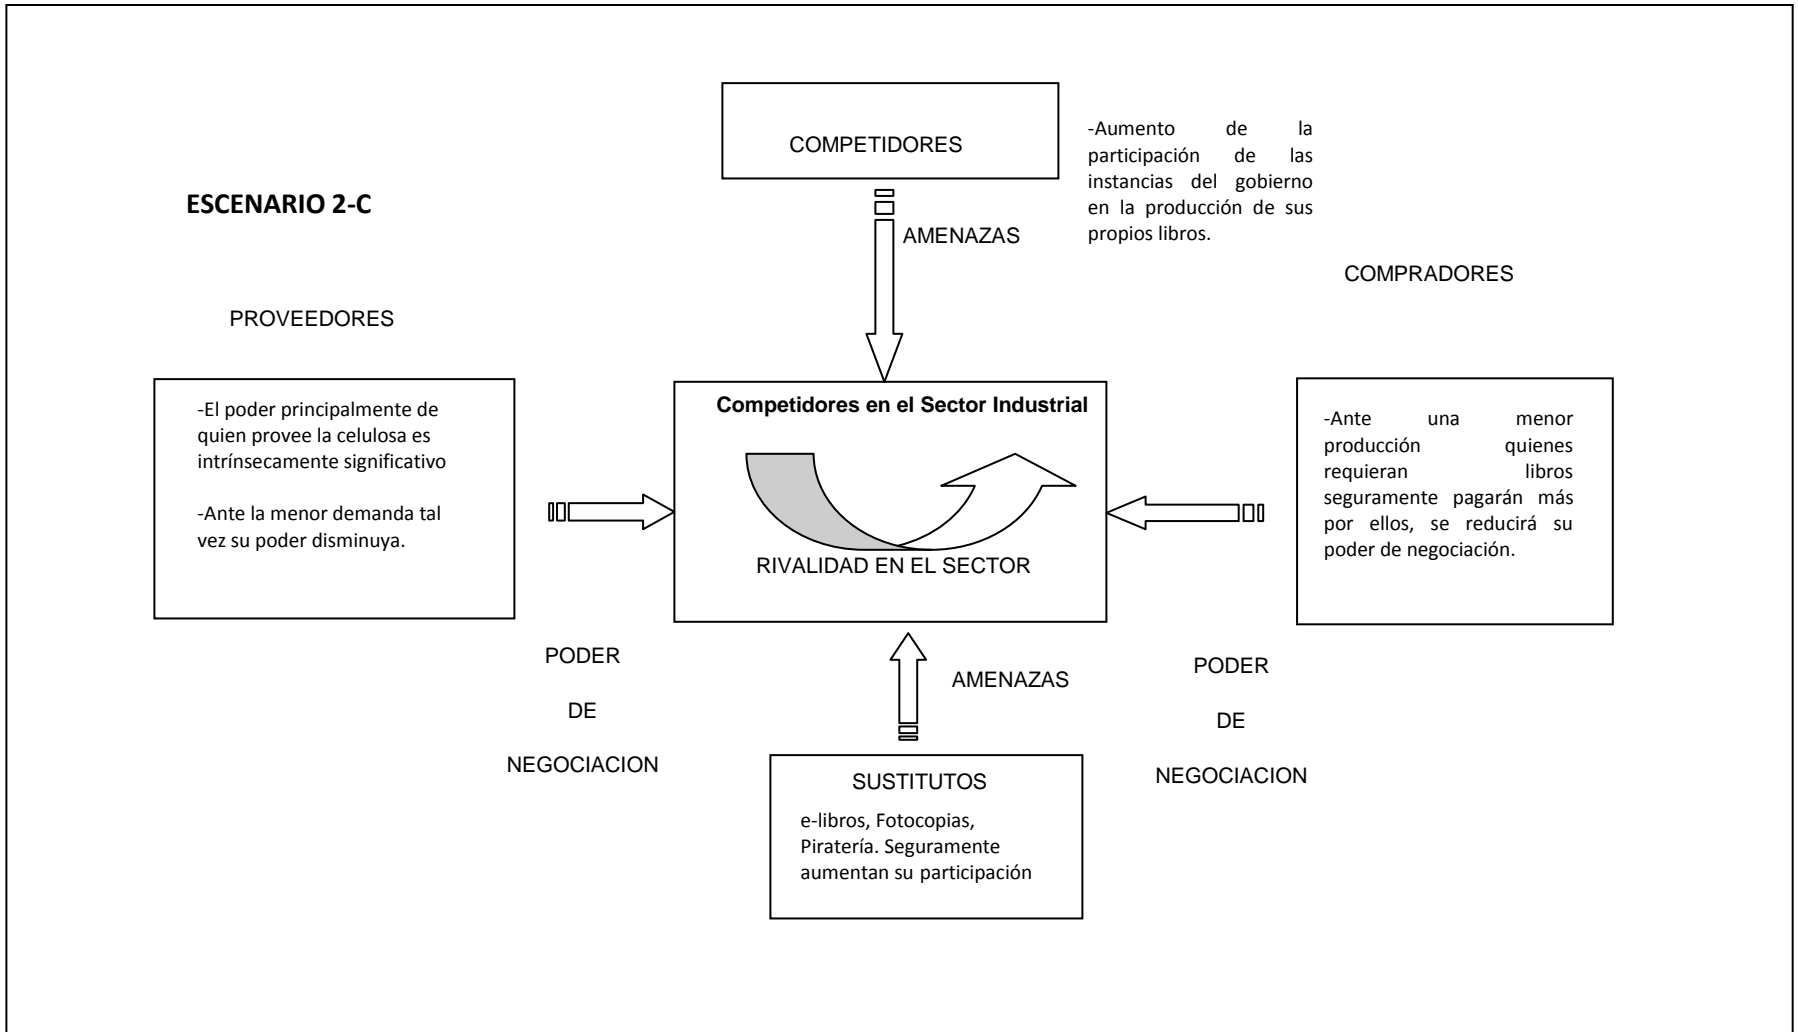 COMPETIDORES
-Aumento de la
participación de las
instancias del gobierno
en la producción de sus
propios libros.
ESCENARIO 2-C
AMENAZAS
COMPRADORES
PROVEEDORES
-El poder principalmente de
quien provee la celulosa es
intrínsecamente significativo
-Ante la menor demanda tal
vez su poder disminuya.
Competidores en el Sector Industrial
RIVALIDAD EN EL SECTOR
-Ante una menor
producción quienes
requieran libros
seguramente pagarán más
por ellos, se reducirá su
poder de negociación.
PODER
DE
NEGOCIACION
AMENAZAS
PODER
DE
NEGOCIACION
SUSTITUTOS
e-libros, Fotocopias,
Piratería. Seguramente
aumentan su participación